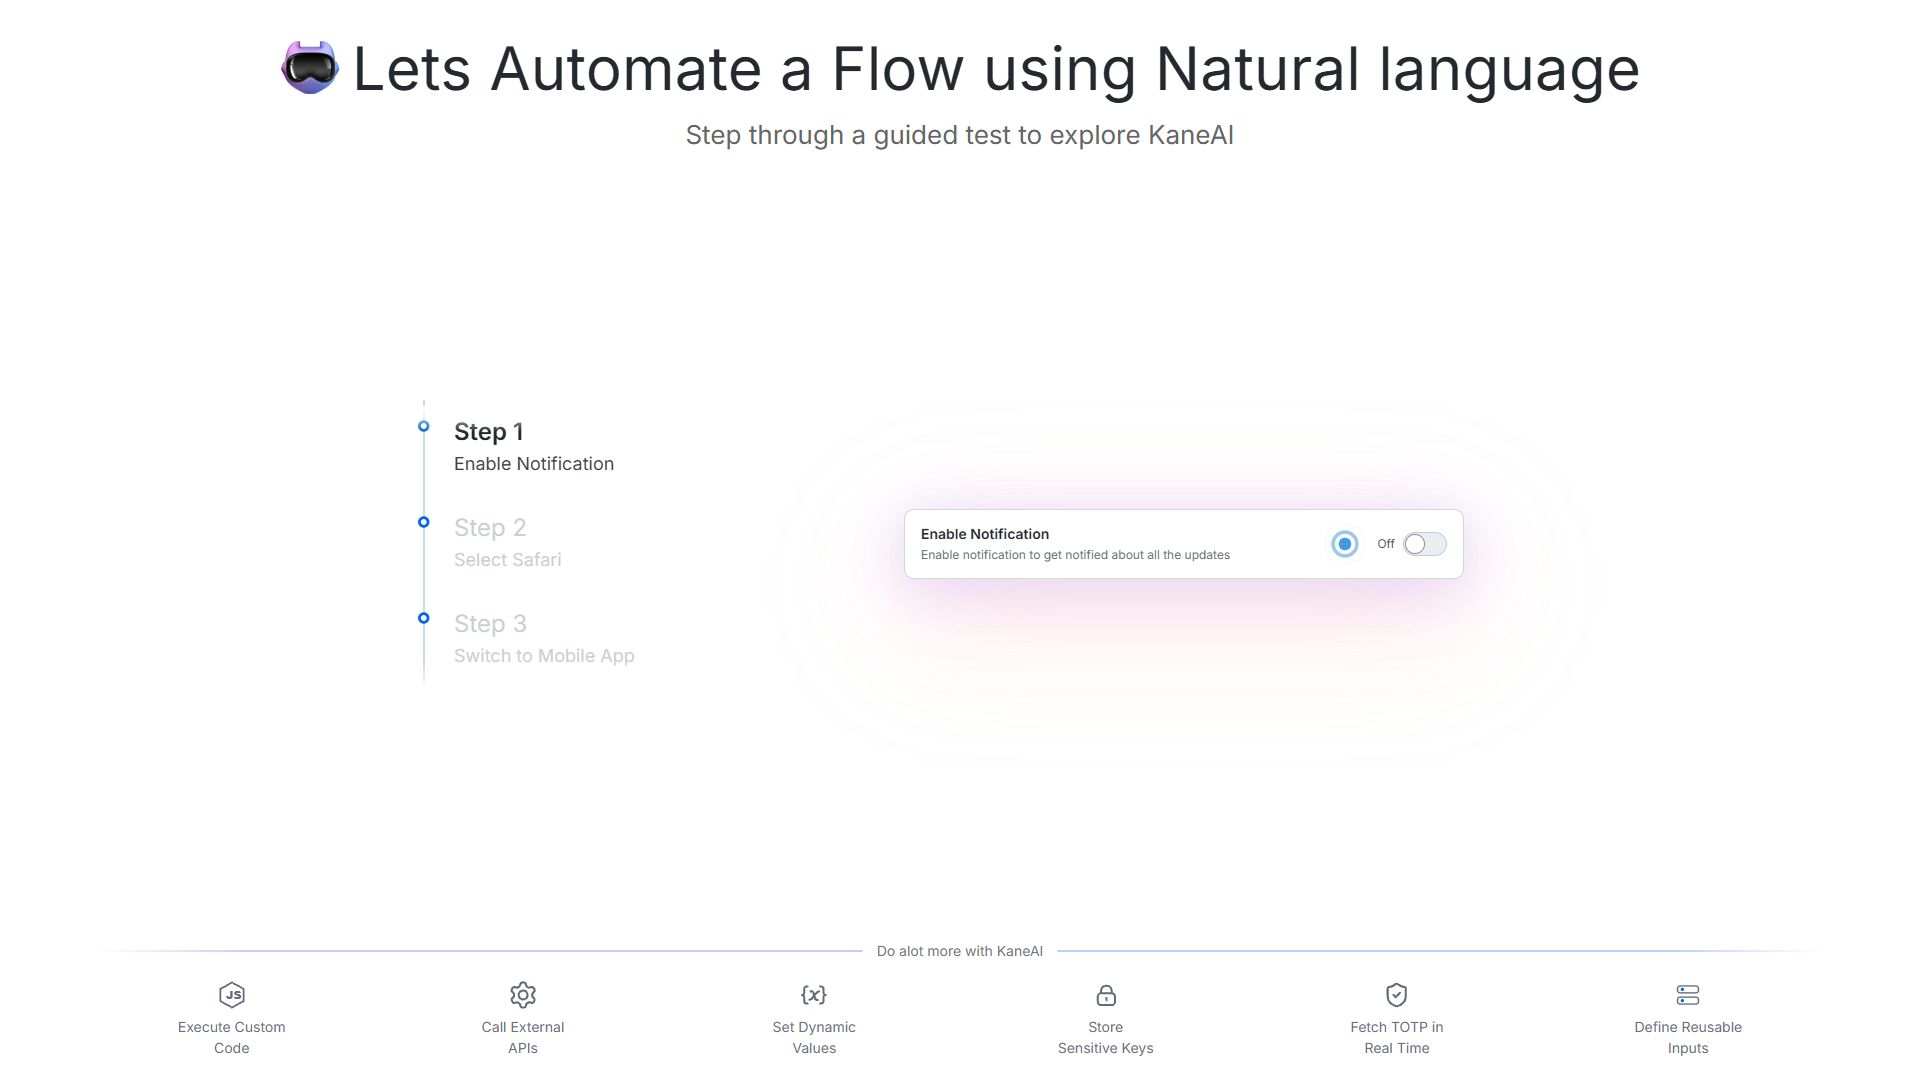 Lets Automate a Flow using Natural language
Step through a guided test to explore KaneAI
Step 1
Enable Notification
Step 2
Select Safari
Step 3
Switch to Mobile App
Enable Notification
Enable notification to get notified about all the updates
Off
Do alot more with KaneAI
JS
Execute Custom
Code
Call External
APIs
{x}
Set Dynamic
Values
Store
Sensitive Keys
Fetch TOTP in
Real Time
Define Reusable
Inputs